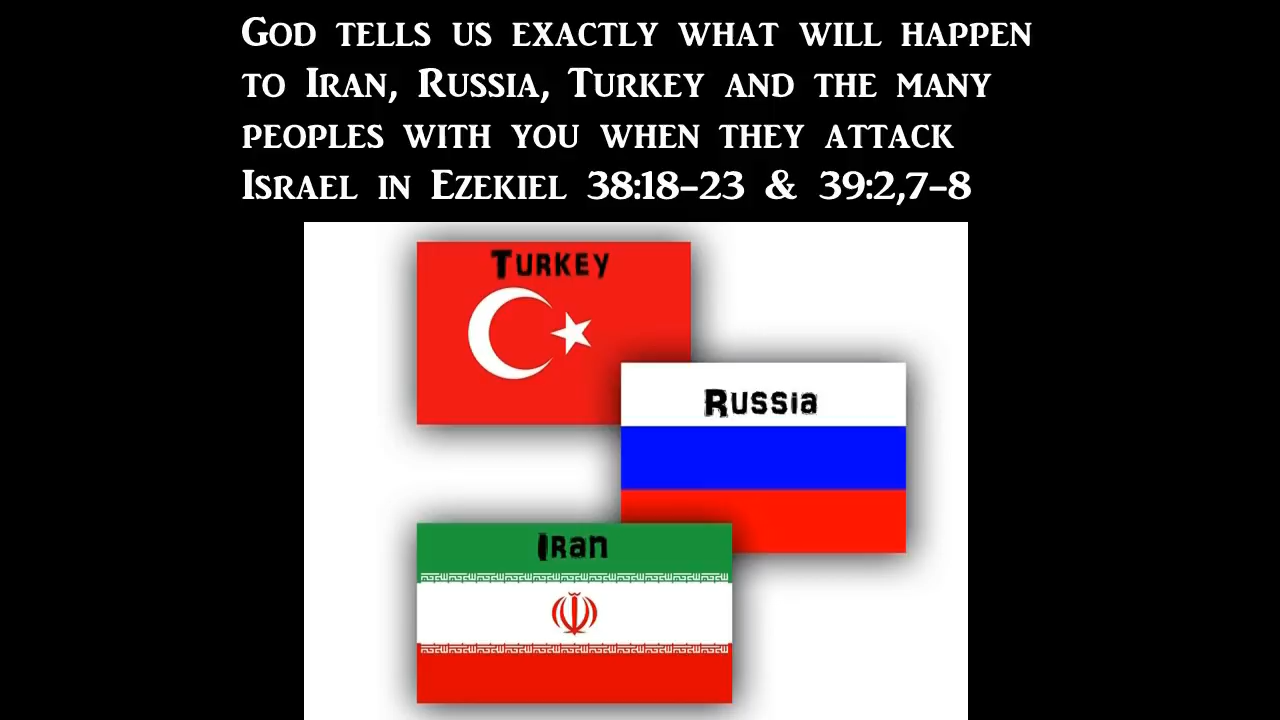 God tells us exactly what will happen
to Iran, Russia, Turkey and the many
peoples with you when they attack
Israel in Ezekiel 38:18-23 & 39:2,7-8
Turkey
Russia
Iran